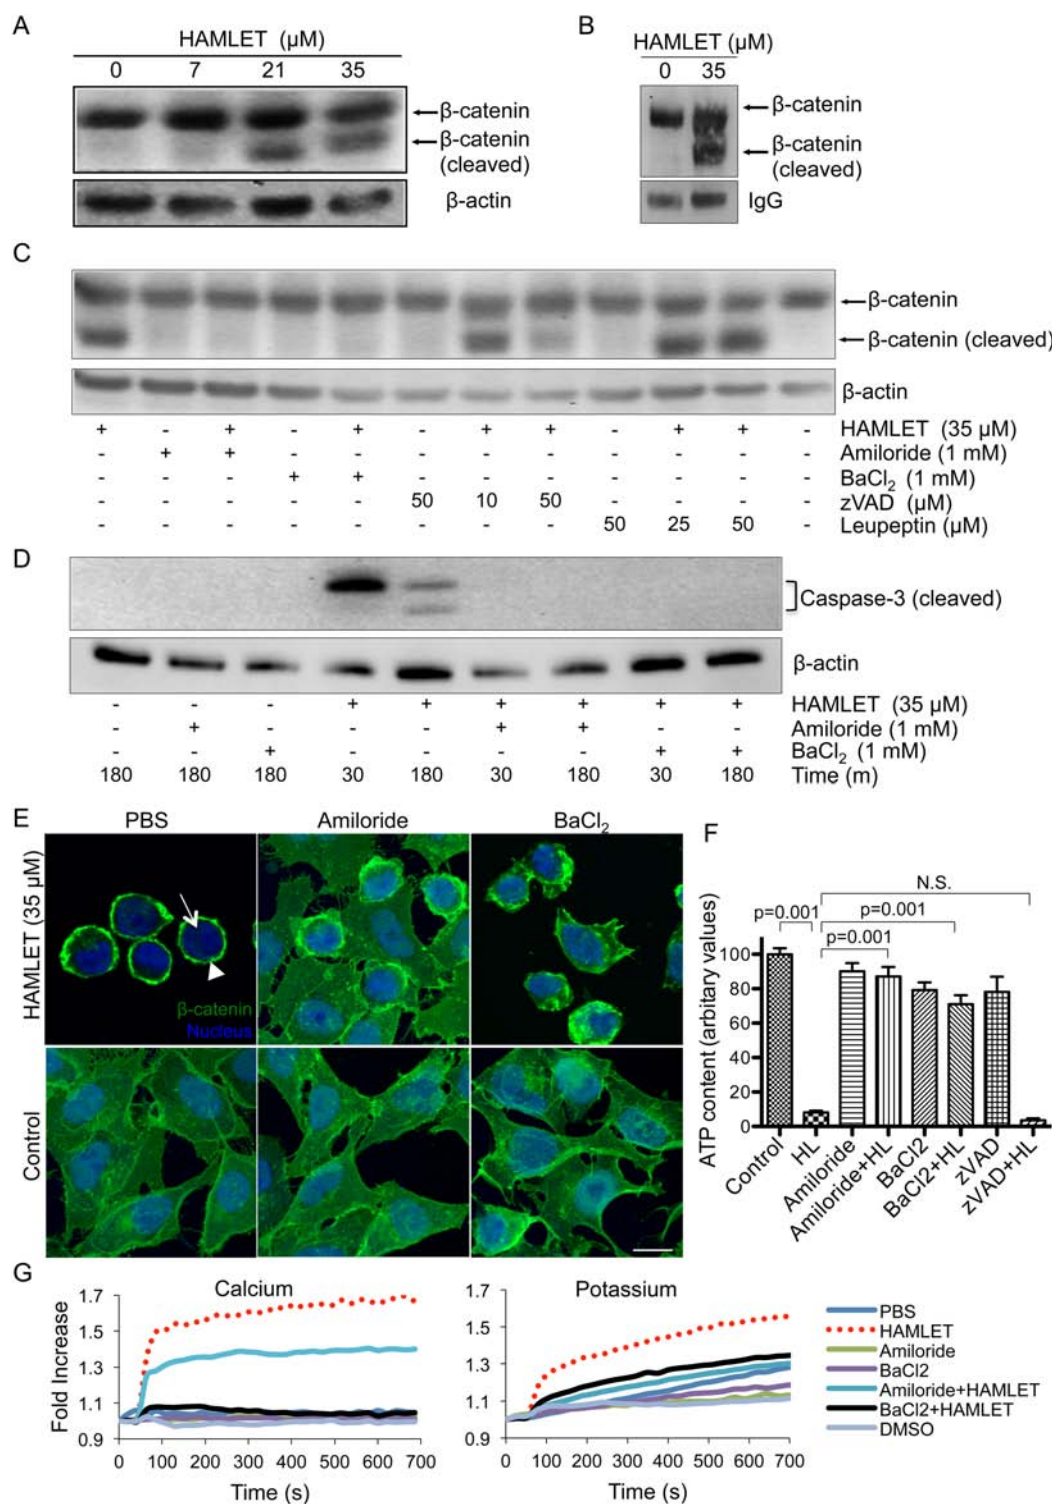 A
HAMLET (µM)
0 7 21 35
β-catenin
β-catenin
(cleaved)
β-actin
B
HAMLET (µM)
0 35
β-catenin
β-catenin
(cleaved)
IgG
C
β-catenin
β-catenin (cleaved)
β-actin
+ - + - + - + + - + + - HAMLET (35 µM)
- + + - - - - - - - - - Amiloride (1 mM)
- - - + + - - - - - - - BaCl2 (1 mM)
- - - - - 50 10 50 - - - - zVAD (µM)
- - - - - - - - 50 25 50 - Leupeptin (µM)
D
Caspase-3 (cleaved)
β-actin
- - - + + + + + + HAMLET (35 µM)
- + - - - + + - - Amiloride (1 mM)
- - + - - - - + + BaCl2 (1 mM)
180 180 180 30 180 30 180 30 180 Time (m)
E
PBS Amiloride BaCl2
HAMLET (35 µM)
β-catenin
Nucleus
Control
F
N.S.
p=0.001 p=0.001
p=0.001
ATP content (arbitary values)
120
100
80
60
40
20
0
Control HL Amiloride Amiloride+HL BaCl2 BaCl2+HL zVAD zVAD+HL
G
Calcium
Fold Increase
1.7
1.5
1.3
1.1
0.9
0 100 200 300 400 500 600 700
Time (s)
Potassium
1.7
1.5
1.3
1.1
0.9
0 100 200 300 400 500 600 700
Time (s)
PBS
HAMLET
Amiloride
BaCl2
Amiloride+HAMLET
BaCl2+HAMLET
DMSO